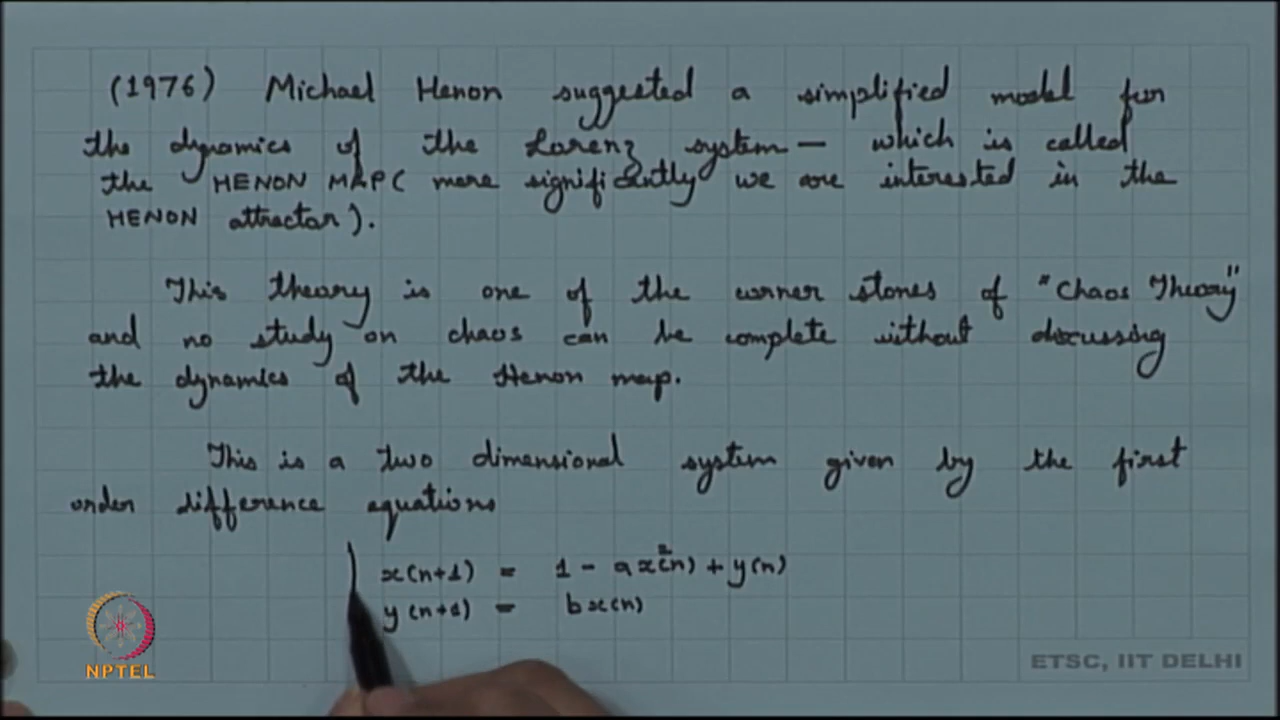 (1976) Michael Henon suggested a simplified model for
the dynamics of the Lorenz system — which is called
the HENON MAP( more significantly we are interested in the
HENON attractor).
This theory is one of the corner stones of "Chaos Theory"
and no study on chaos can be complete without discussing
the dynamics of the Henon map.
This is a two dimensional system given by the first
order difference equations
x(n+1) = 1 - ax²(n) + y(n)
y(n+1) = bx(n)
NPTEL
ETSC, IIT DELHI